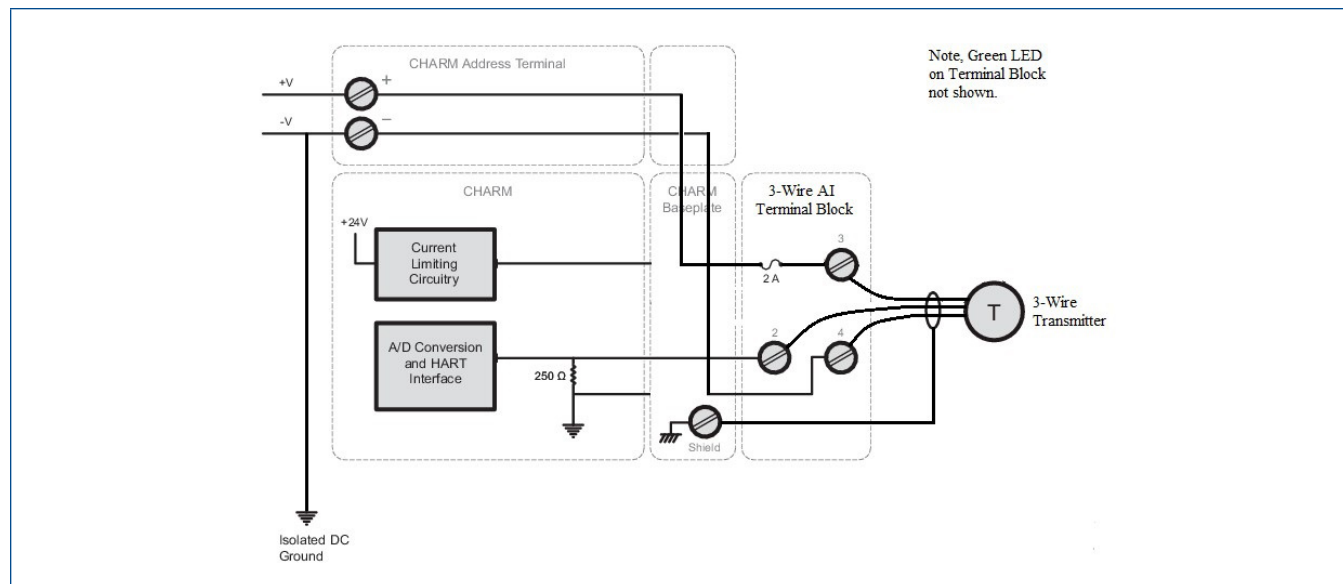 CHARM Address Terminal
Note, Green LED
on Terminal Block
not shown.
+V
+
-V
−
CHARM
CHARM
Baseplate
3-Wire AI
Terminal Block
+24V
Current
Limiting
Circuitry
3
2 A
T
3-Wire
Transmitter
A/D Conversion
and HART
Interface
250 Ω
2
4
Shield
Isolated DC
Ground